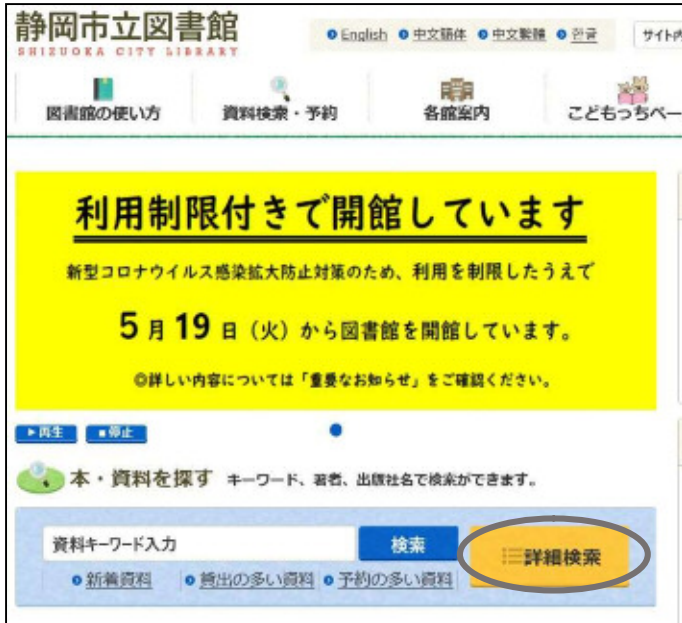 静岡市立図書館
SHIZUOKA CITY LIBRARY
English 中文簡体 中文繁體 한글
サイト内
図書館の使い方 資料検索・予約 各館案内 こどもっちペー
利用制限付きで開館しています
新型コロナウイルス感染拡大防止対策のため、利用を制限したうえで
5月19日（火）から図書館を開館しています。
◎詳しい内容については「重要なお知らせ」をご確認ください。
▶再生 ■停止
本・資料を探す キーワード、著者、出版社名で検索ができます。
資料キーワード入力 検索 詳細検索
新着資料 貸出の多い資料 予約の多い資料